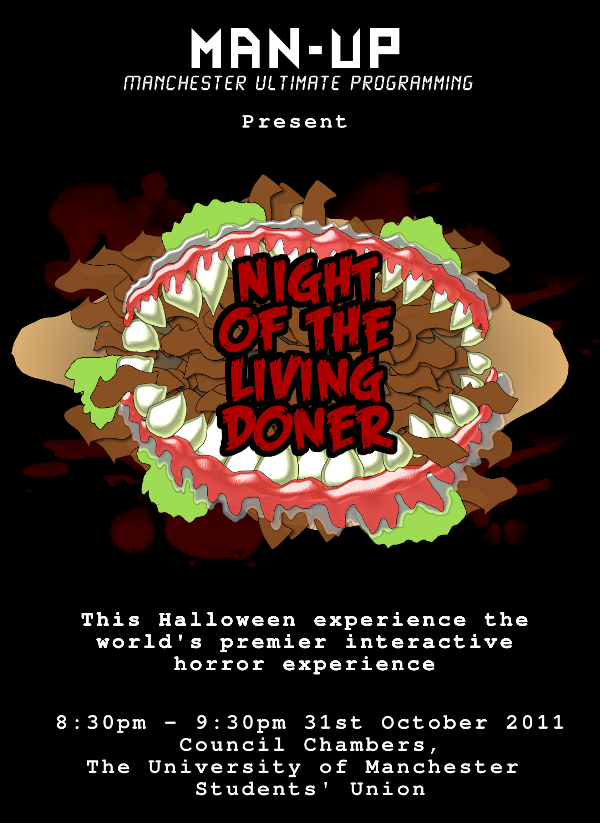 MAN-UP
MANCHESTER ULTIMATE PROGRAMMING
Present
NIGHT
OF THE
LIVING
DONER
This Halloween experience the
world's premier interactive
horror experience
8:30pm - 9:30pm 31st October 2011
Council Chambers,
The University of Manchester
Students' Union